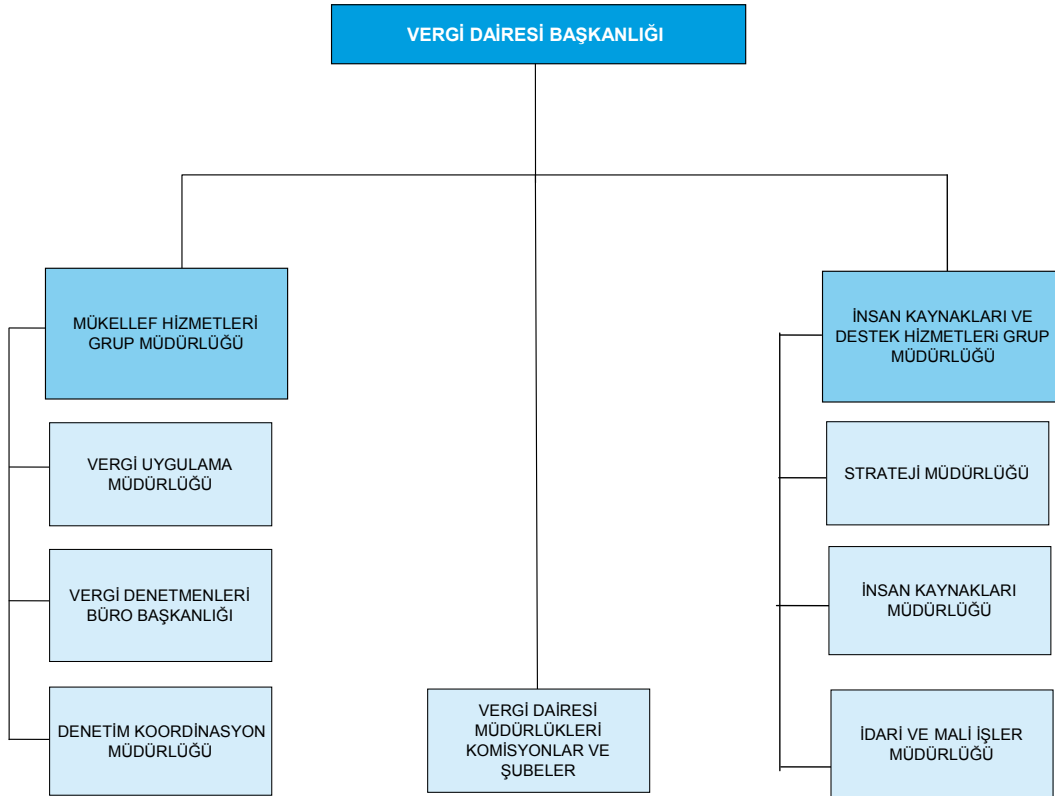 VERGİ DAİRESİ BAŞKANLIĞI
MÜKELLEF HİZMETLERİ
GRUP MÜDÜRLÜĞÜ
İNSAN KAYNAKLARI VE
DESTEK HİZMETLERi GRUP
MÜDÜRLÜĞÜ
VERGİ UYGULAMA
MÜDÜRLÜĞÜ
STRATEJİ MÜDÜRLÜĞÜ
VERGİ DENETMENLERİ
BÜRO BAŞKANLIĞI
İNSAN KAYNAKLARI
MÜDÜRLÜĞÜ
DENETİM KOORDİNASYON
MÜDÜRLÜĞÜ
VERGİ DAİRESİ
MÜDÜRLÜKLERİ
KOMİSYONLAR VE
ŞUBELER
İDARİ VE MALİ İŞLER
MÜDÜRLÜĞÜ